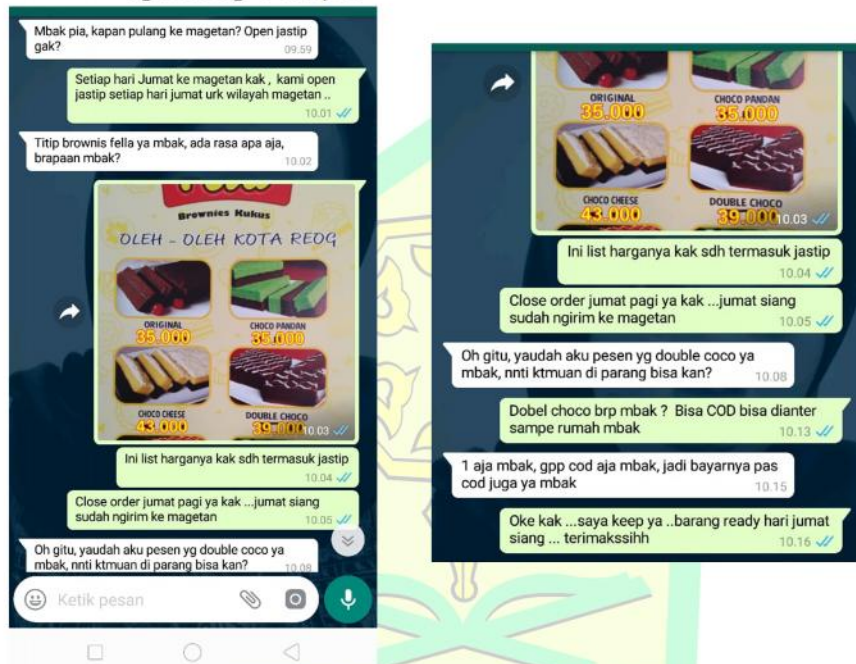 Mbak pia, kapan pulang ke magetan? Open jastip
gak?
09.59
Setiap hari Jumat ke magetan kak , kami open
jastip setiap hari jumat urk wilayah magetan ..
10.01
Titip brownis fella ya mbak, ada rasa apa aja,
brapaan mbak?
10.02
Brownies Kukus
OLEH - OLEH KOTA REOG
ORIGINAL
35.000
CHOCO PANDAN
35.000
CHOCO CHEESE
43.000
DOUBLE CHOCO
39.000
10.03
Ini list harganya kak sdh termasuk jastip
10.04
Close order jumat pagi ya kak ...jumat siang
sudah ngirim ke magetan
10.05
Oh gitu, yaudah aku pesen yg double coco ya
mbak, nnti ktmuan di parang bisa kan?
10.08
Ketik pesan
ORIGINAL
35.000
CHOCO PANDAN
35.000
CHOCO CHEESE
43.000
DOUBLE CHOCO
39.000
10.03
Ini list harganya kak sdh termasuk jastip
10.04
Close order jumat pagi ya kak ...jumat siang
sudah ngirim ke magetan
10.05
Oh gitu, yaudah aku pesen yg double coco ya
mbak, nnti ktmuan di parang bisa kan?
10.08
Dobel choco brp mbak ? Bisa COD bisa dianter
sampe rumah mbak
10.13
1 aja mbak, gpp cod aja mbak, jadi bayarnya pas
cod juga ya mbak
10.15
Oke kak ...saya keep ya ..barang ready hari jumat
siang ... terimakssihh
10.16